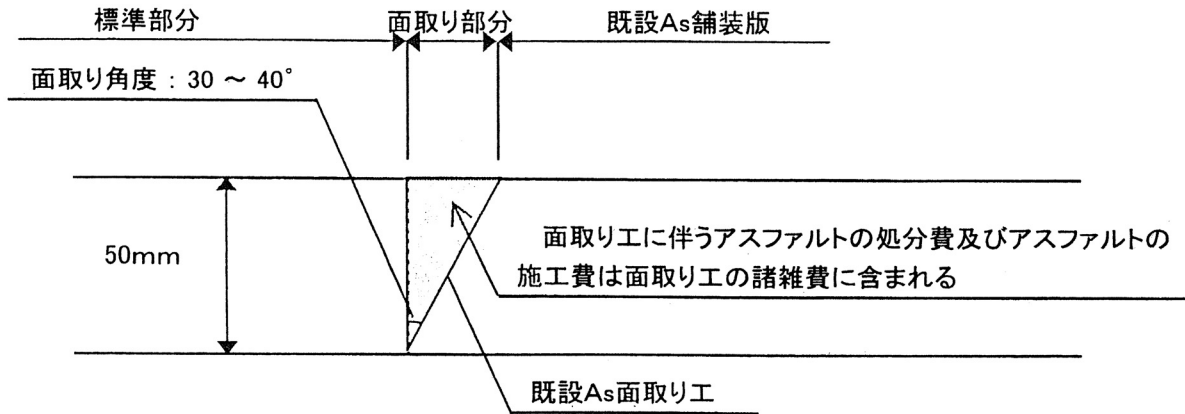 標準部分
面取り部分
既設As舗装版
面取り角度：30 ～ 40°
50mm
面取り工に伴うアスファルトの処分費及びアスファルトの
施工費は面取り工の諸雑費に含まれる
既設As面取り工